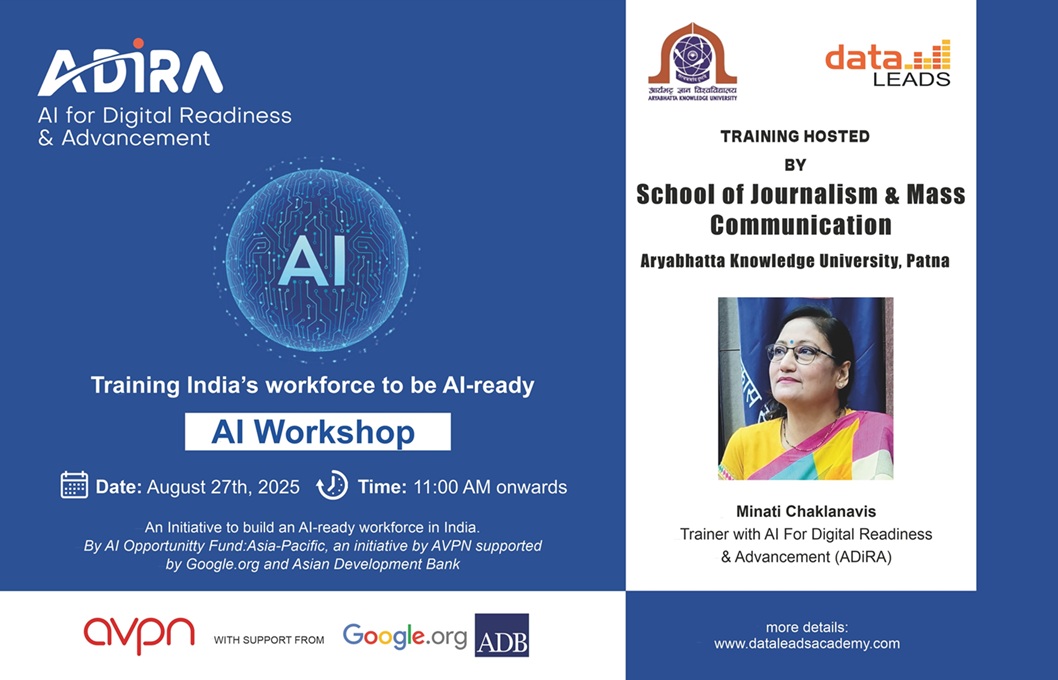 ADiRA
AI for Digital Readiness
& Advancement
AI
Training India's workforce to be AI-ready
AI Workshop
Date: August 27th, 2025 Time: 11:00 AM onwards
An Initiative to build an AI-ready workforce in India.
By AI Opportunitty Fund:Asia-Pacific, an initiative by AVPN supported
by Google.org and Asian Development Bank
avpn WITH SUPPORT FROM Google.org ADB
आर्यभट्ट ज्ञान विश्वविद्यालय
ARYABHATTA KNOWLEDGE UNIVERSITY
data
LEADS
TRAINING HOSTED
BY
School of Journalism & Mass
Communication
Aryabhatta Knowledge University, Patna
Minati Chaklanavis
Trainer with AI For Digital Readiness
& Advancement (ADiRA)
more details:
www.dataleadsacademy.com